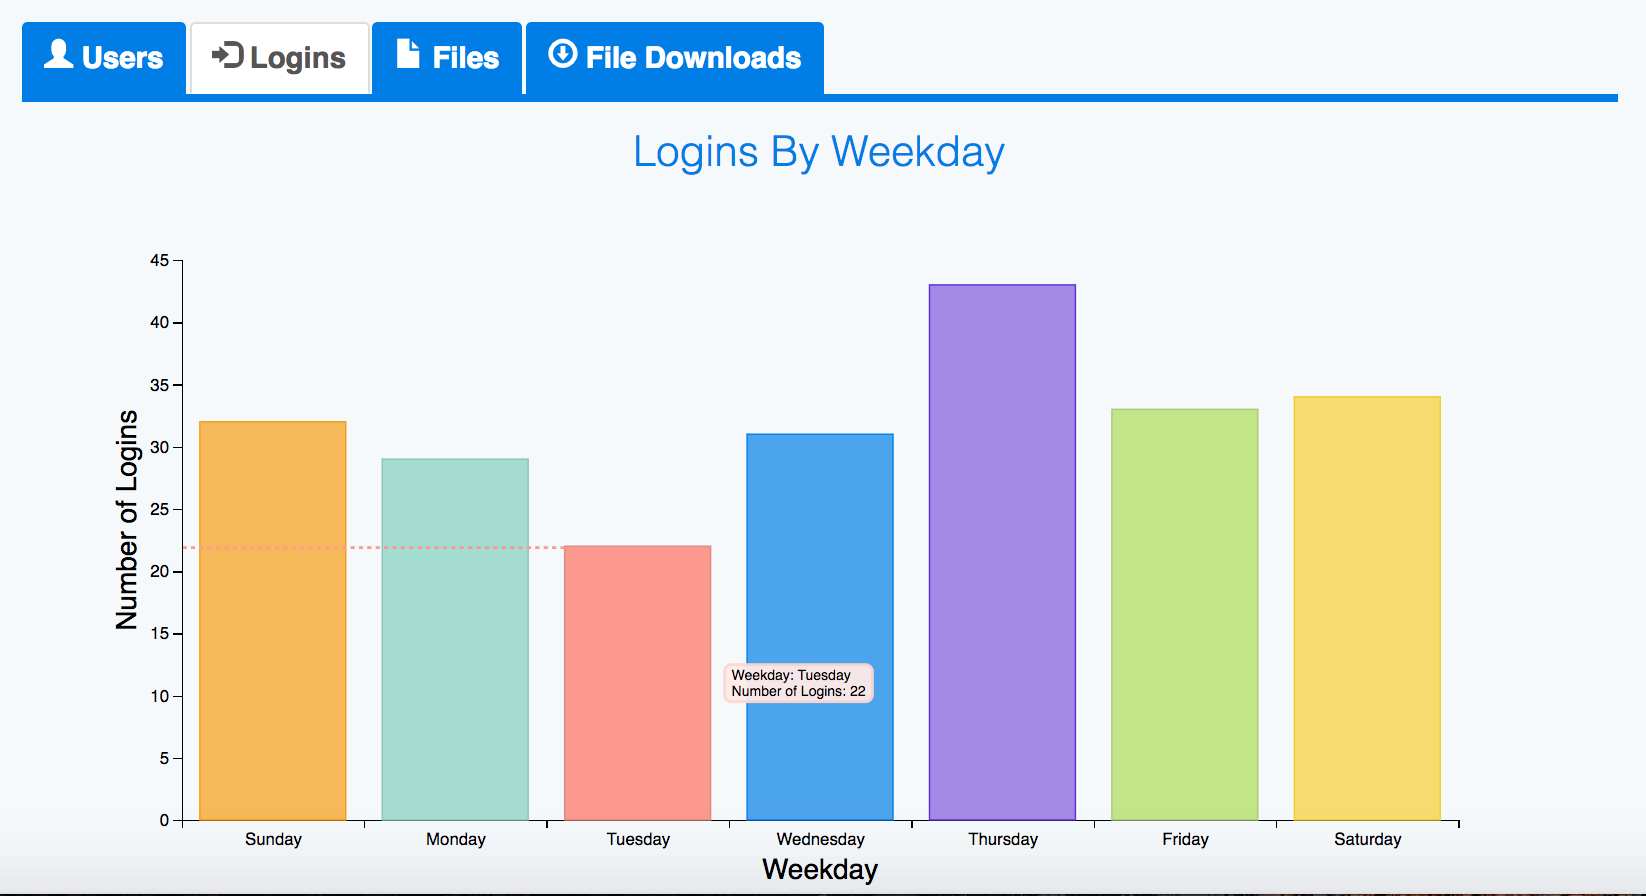 Users Logins Files File Downloads
Logins By Weekday
45
40
35
30
25
20
15
10
5
0
Number of Logins
Weekday: Tuesday
Number of Logins: 22
Sunday Monday Tuesday Wednesday Thursday Friday Saturday
Weekday